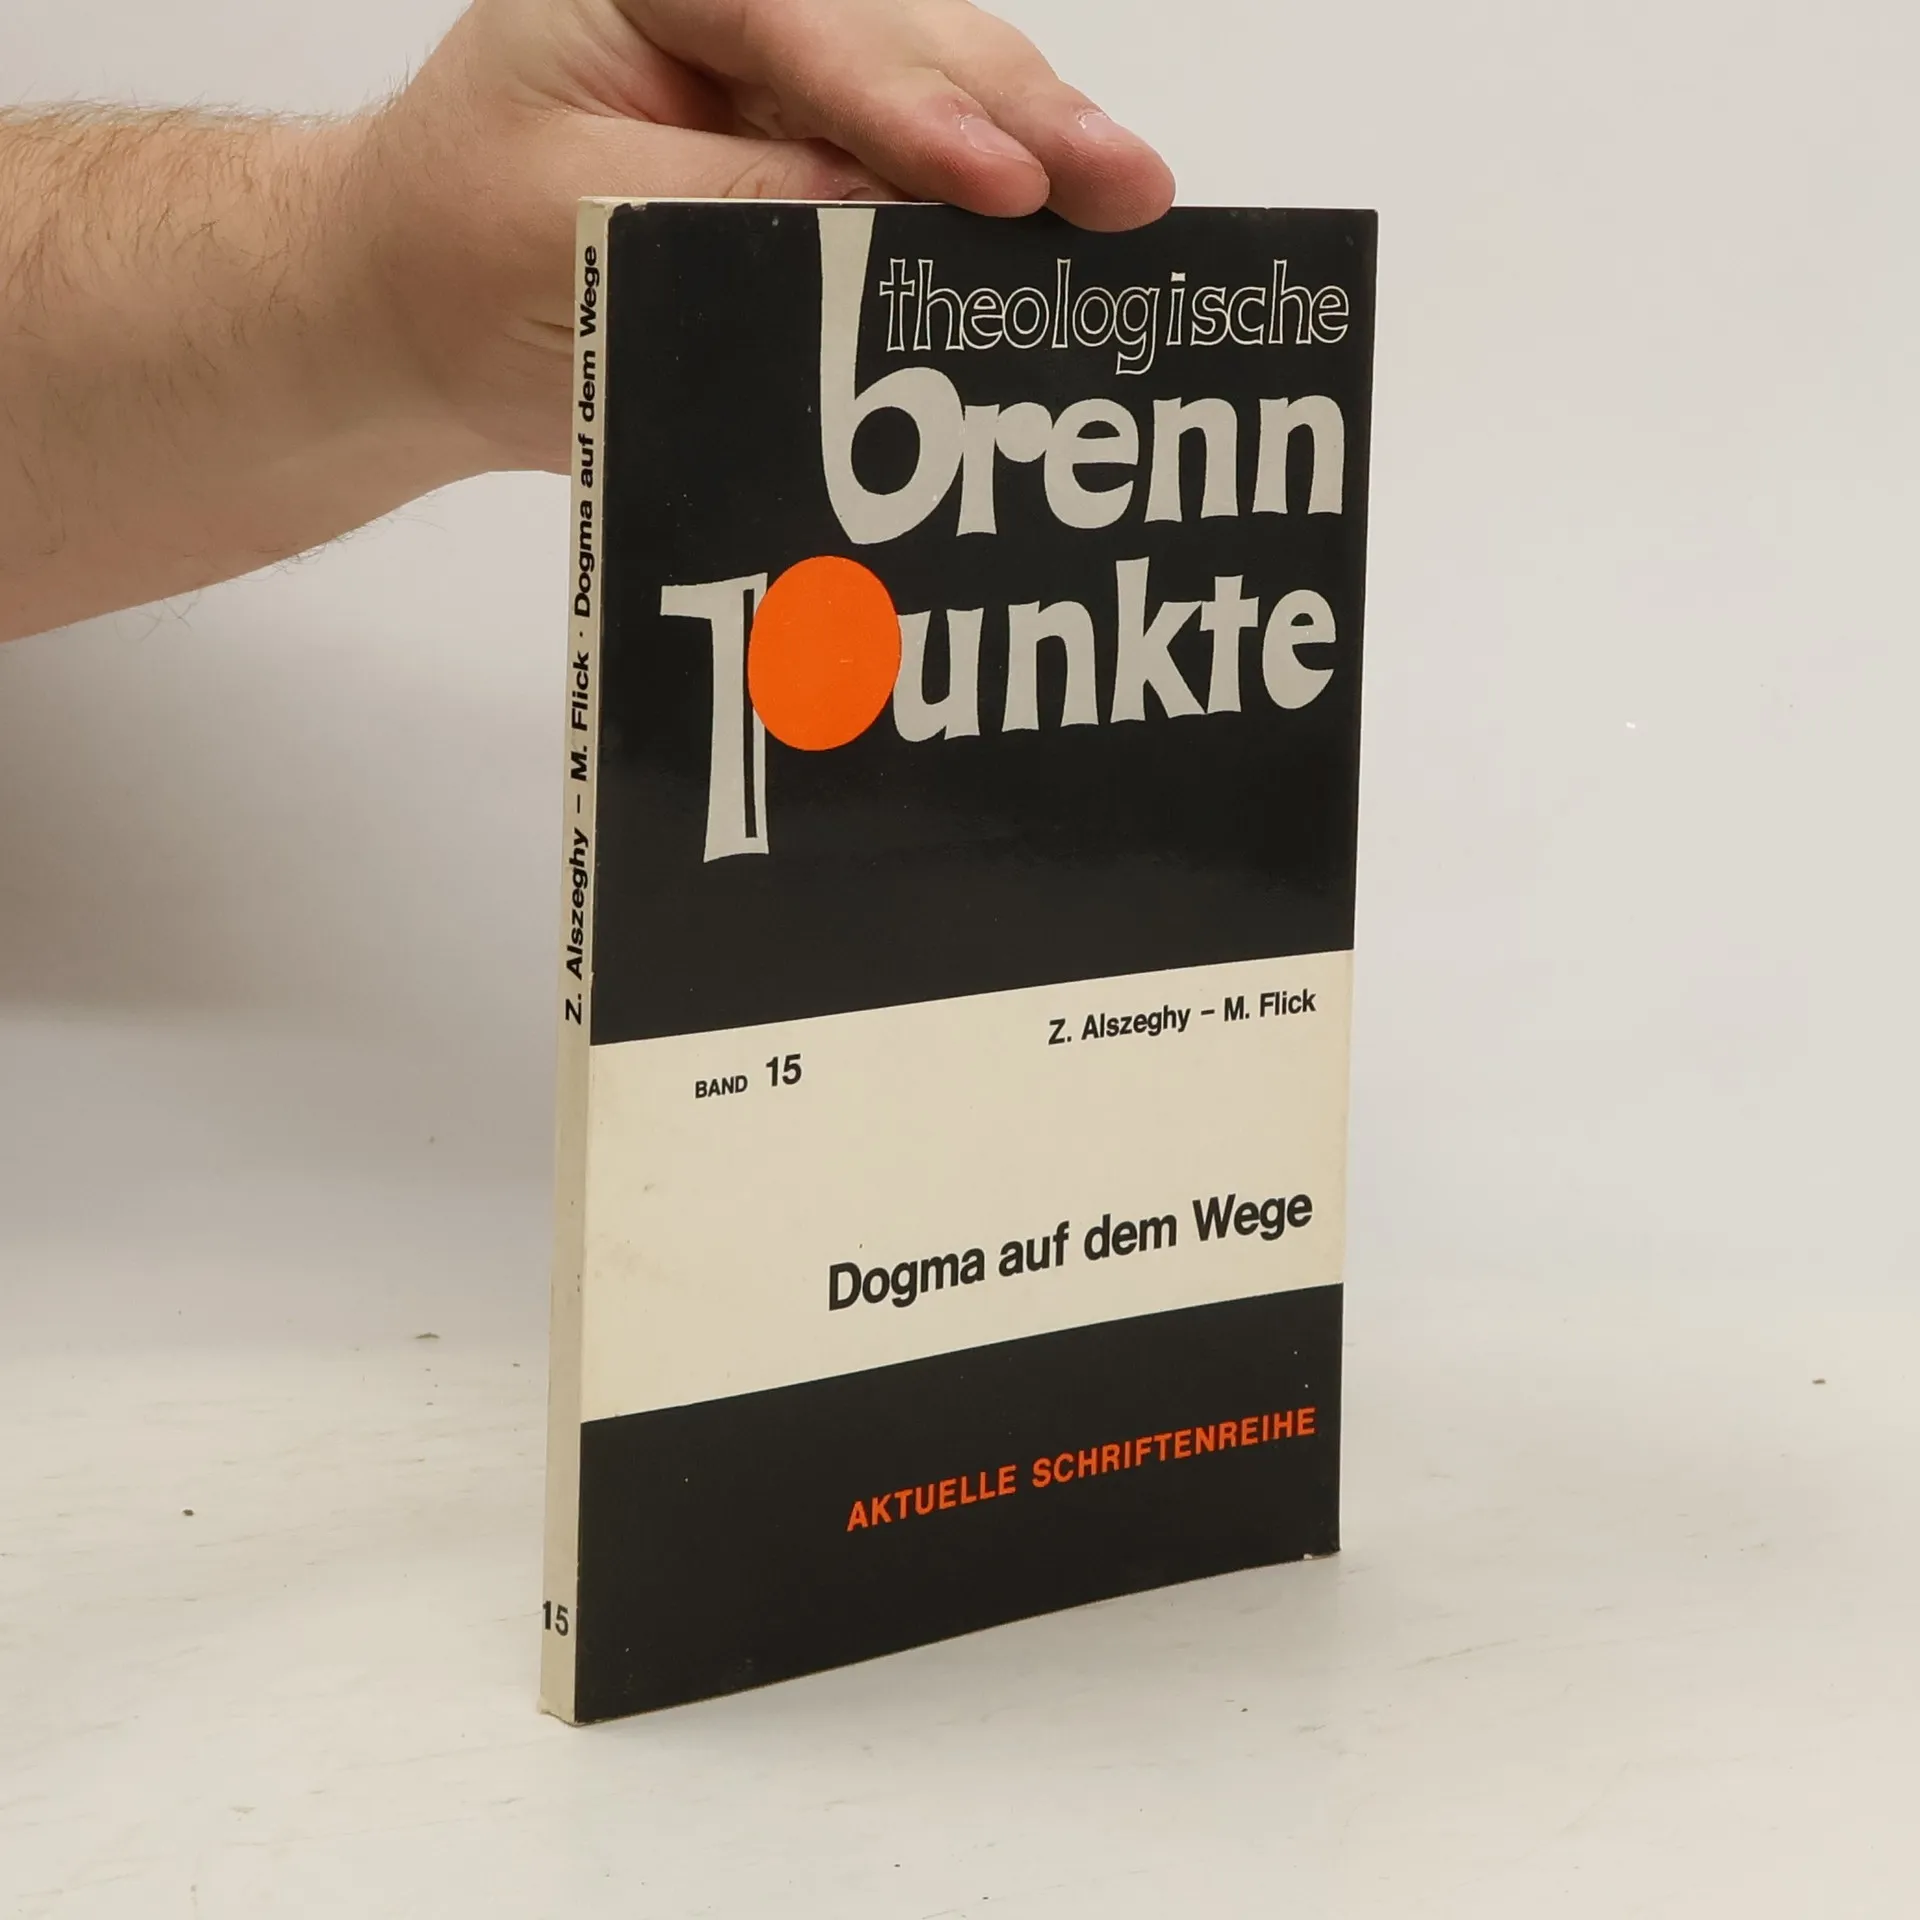 theologische
brenn
punkte
Z. Alszeghy – M. Flick
BAND 15
Dogma auf dem Wege
AKTUELLE SCHRIFTENREIHE
Z. Alszeghy – M. Flick · Dogma auf dem Wege
15